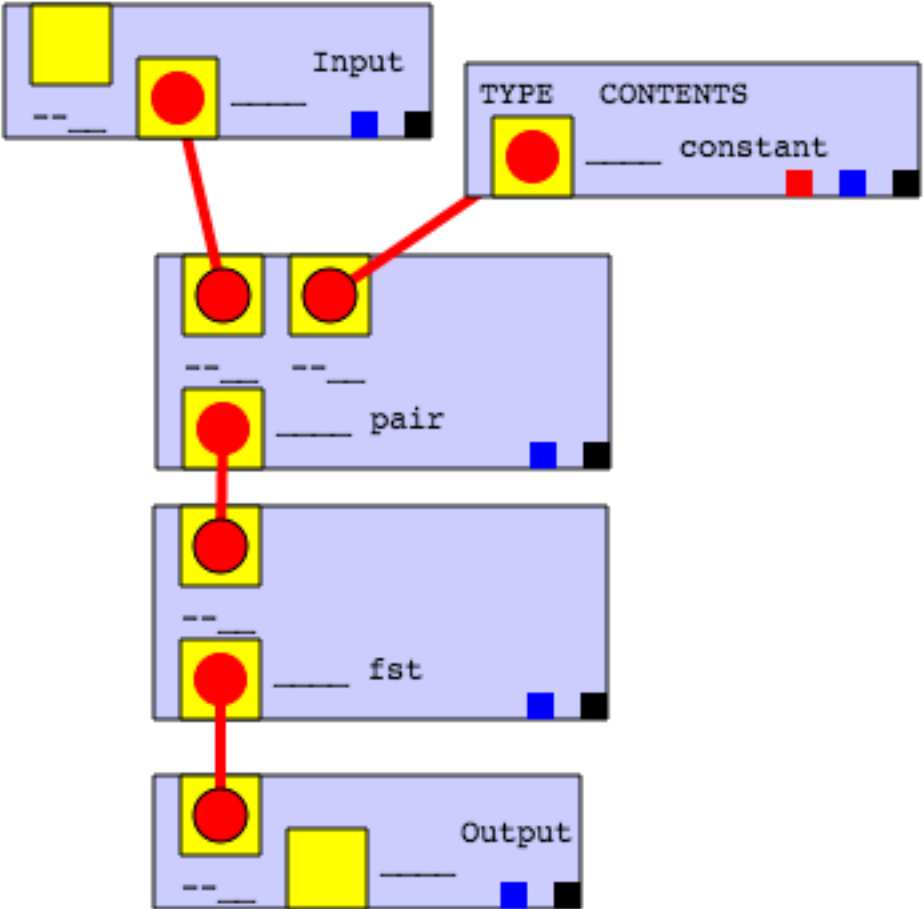 Input
--__ ____
TYPE CONTENTS
____ constant
--__ --__
____ pair
--__
____ fst
Output
--__ ____